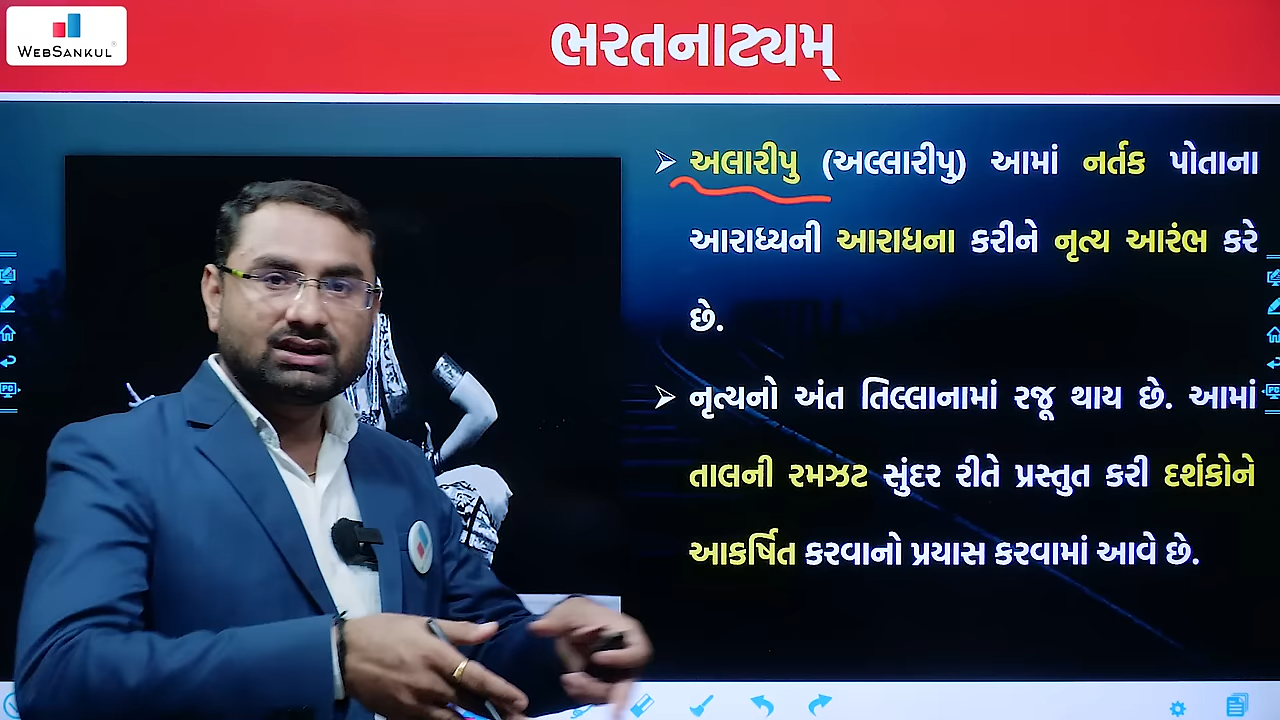 WEBSANKUL
ભરતનાટ્યમ્
➢ અલારીપુ (અલ્લારીપુ) આમાં નર્તક પોતાના
આરાધ્યની આરાધના કરીને નૃત્ય આરંભ કરે
છે.
➢ નૃત્યનો અંત તિલ્લાનામાં રજૂ થાય છે. આમાં
તાલની રમઝટ સુંદર રીતે પ્રસ્તુત કરી દર્શકોને
આકર્ષિત કરવાનો પ્રયાસ કરવામાં આવે છે.